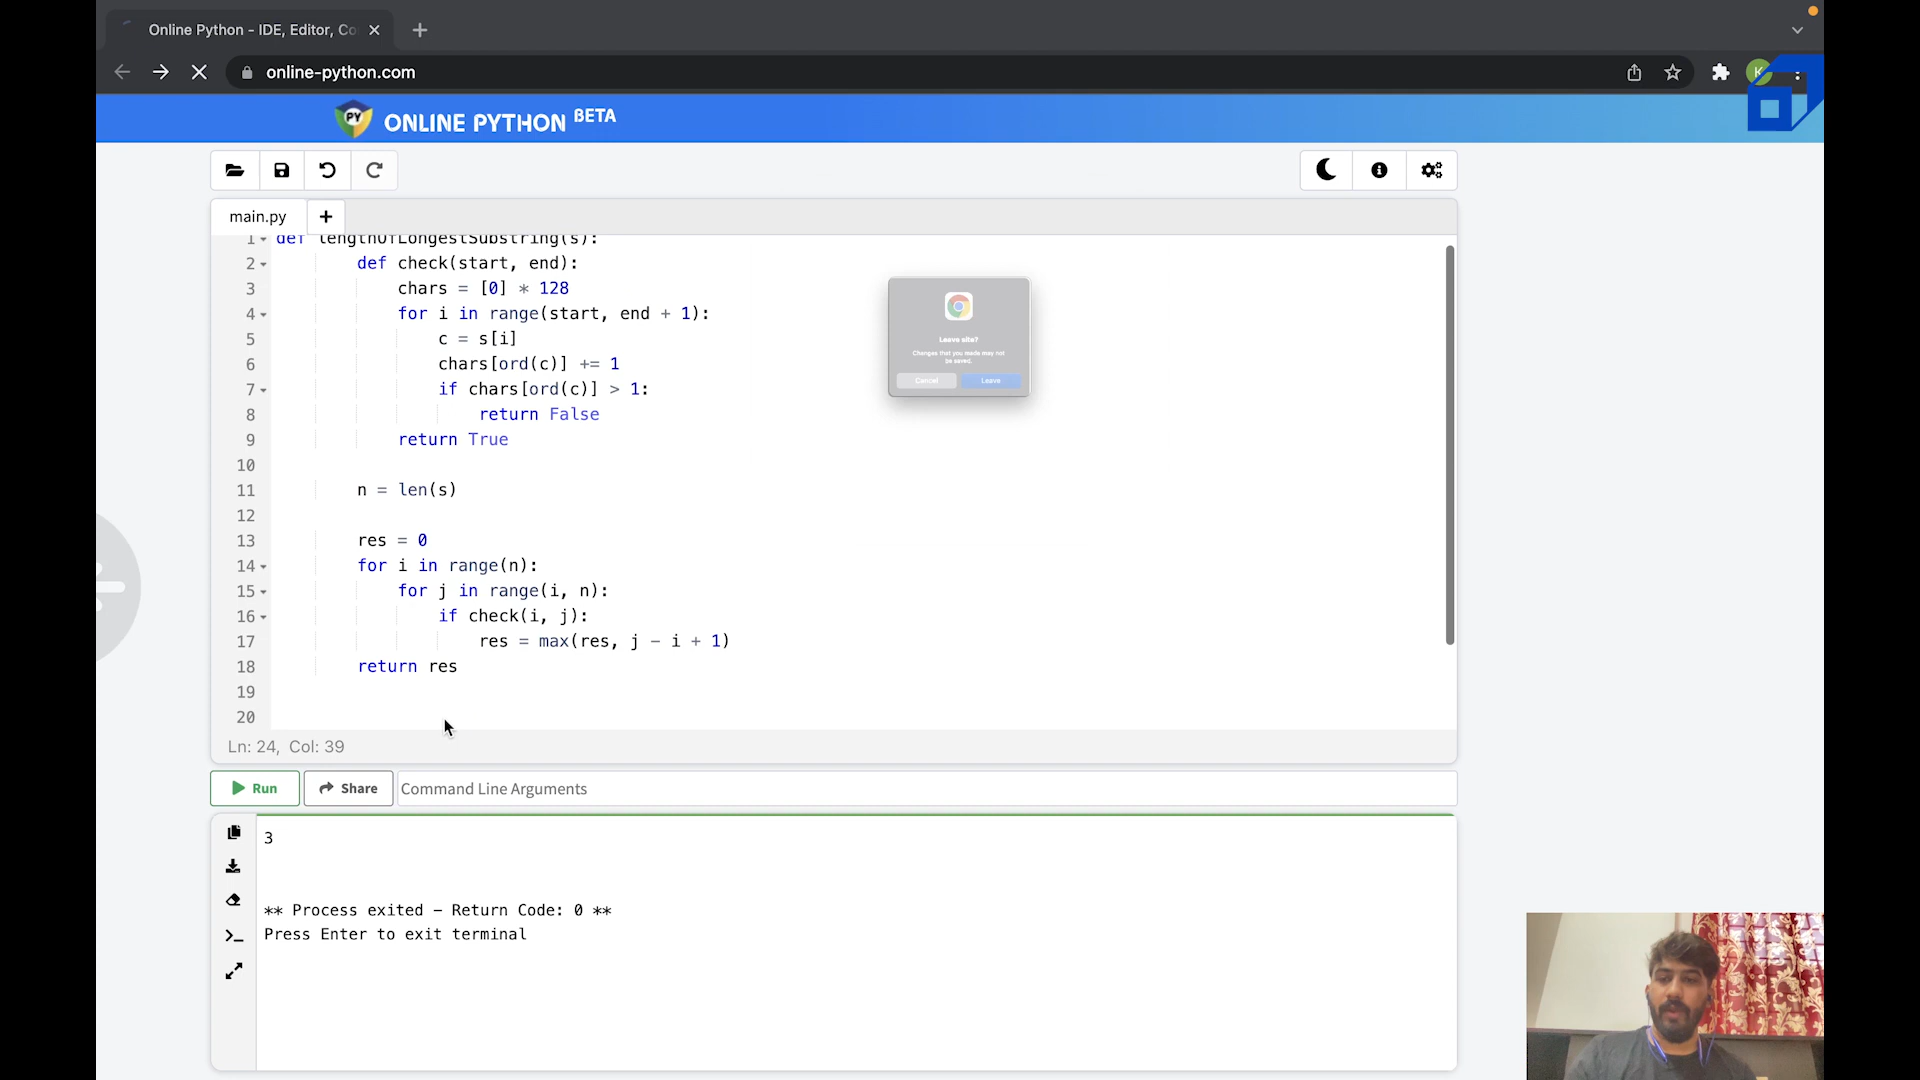 Online Python - IDE, Editor, Co
online-python.com
K
PY
ONLINE PYTHON BETA
main.py
1 def lengthOfLongestSubstring(s):
2 def check(start, end):
3 chars = [0] * 128
4 for i in range(start, end + 1):
5 c = s[i]
6 chars[ord(c)] += 1
7 if chars[ord(c)] > 1:
8 return False
9 return True
10
11 n = len(s)
12
13 res = 0
14 for i in range(n):
15 for j in range(i, n):
16 if check(i, j):
17 res = max(res, j - i + 1)
18 return res
19
20
Leave site?
Changes that you made may not
be saved.
Cancel Leave
Ln: 24, Col: 39
Run Share Command Line Arguments
3
** Process exited - Return Code: 0 **
Press Enter to exit terminal